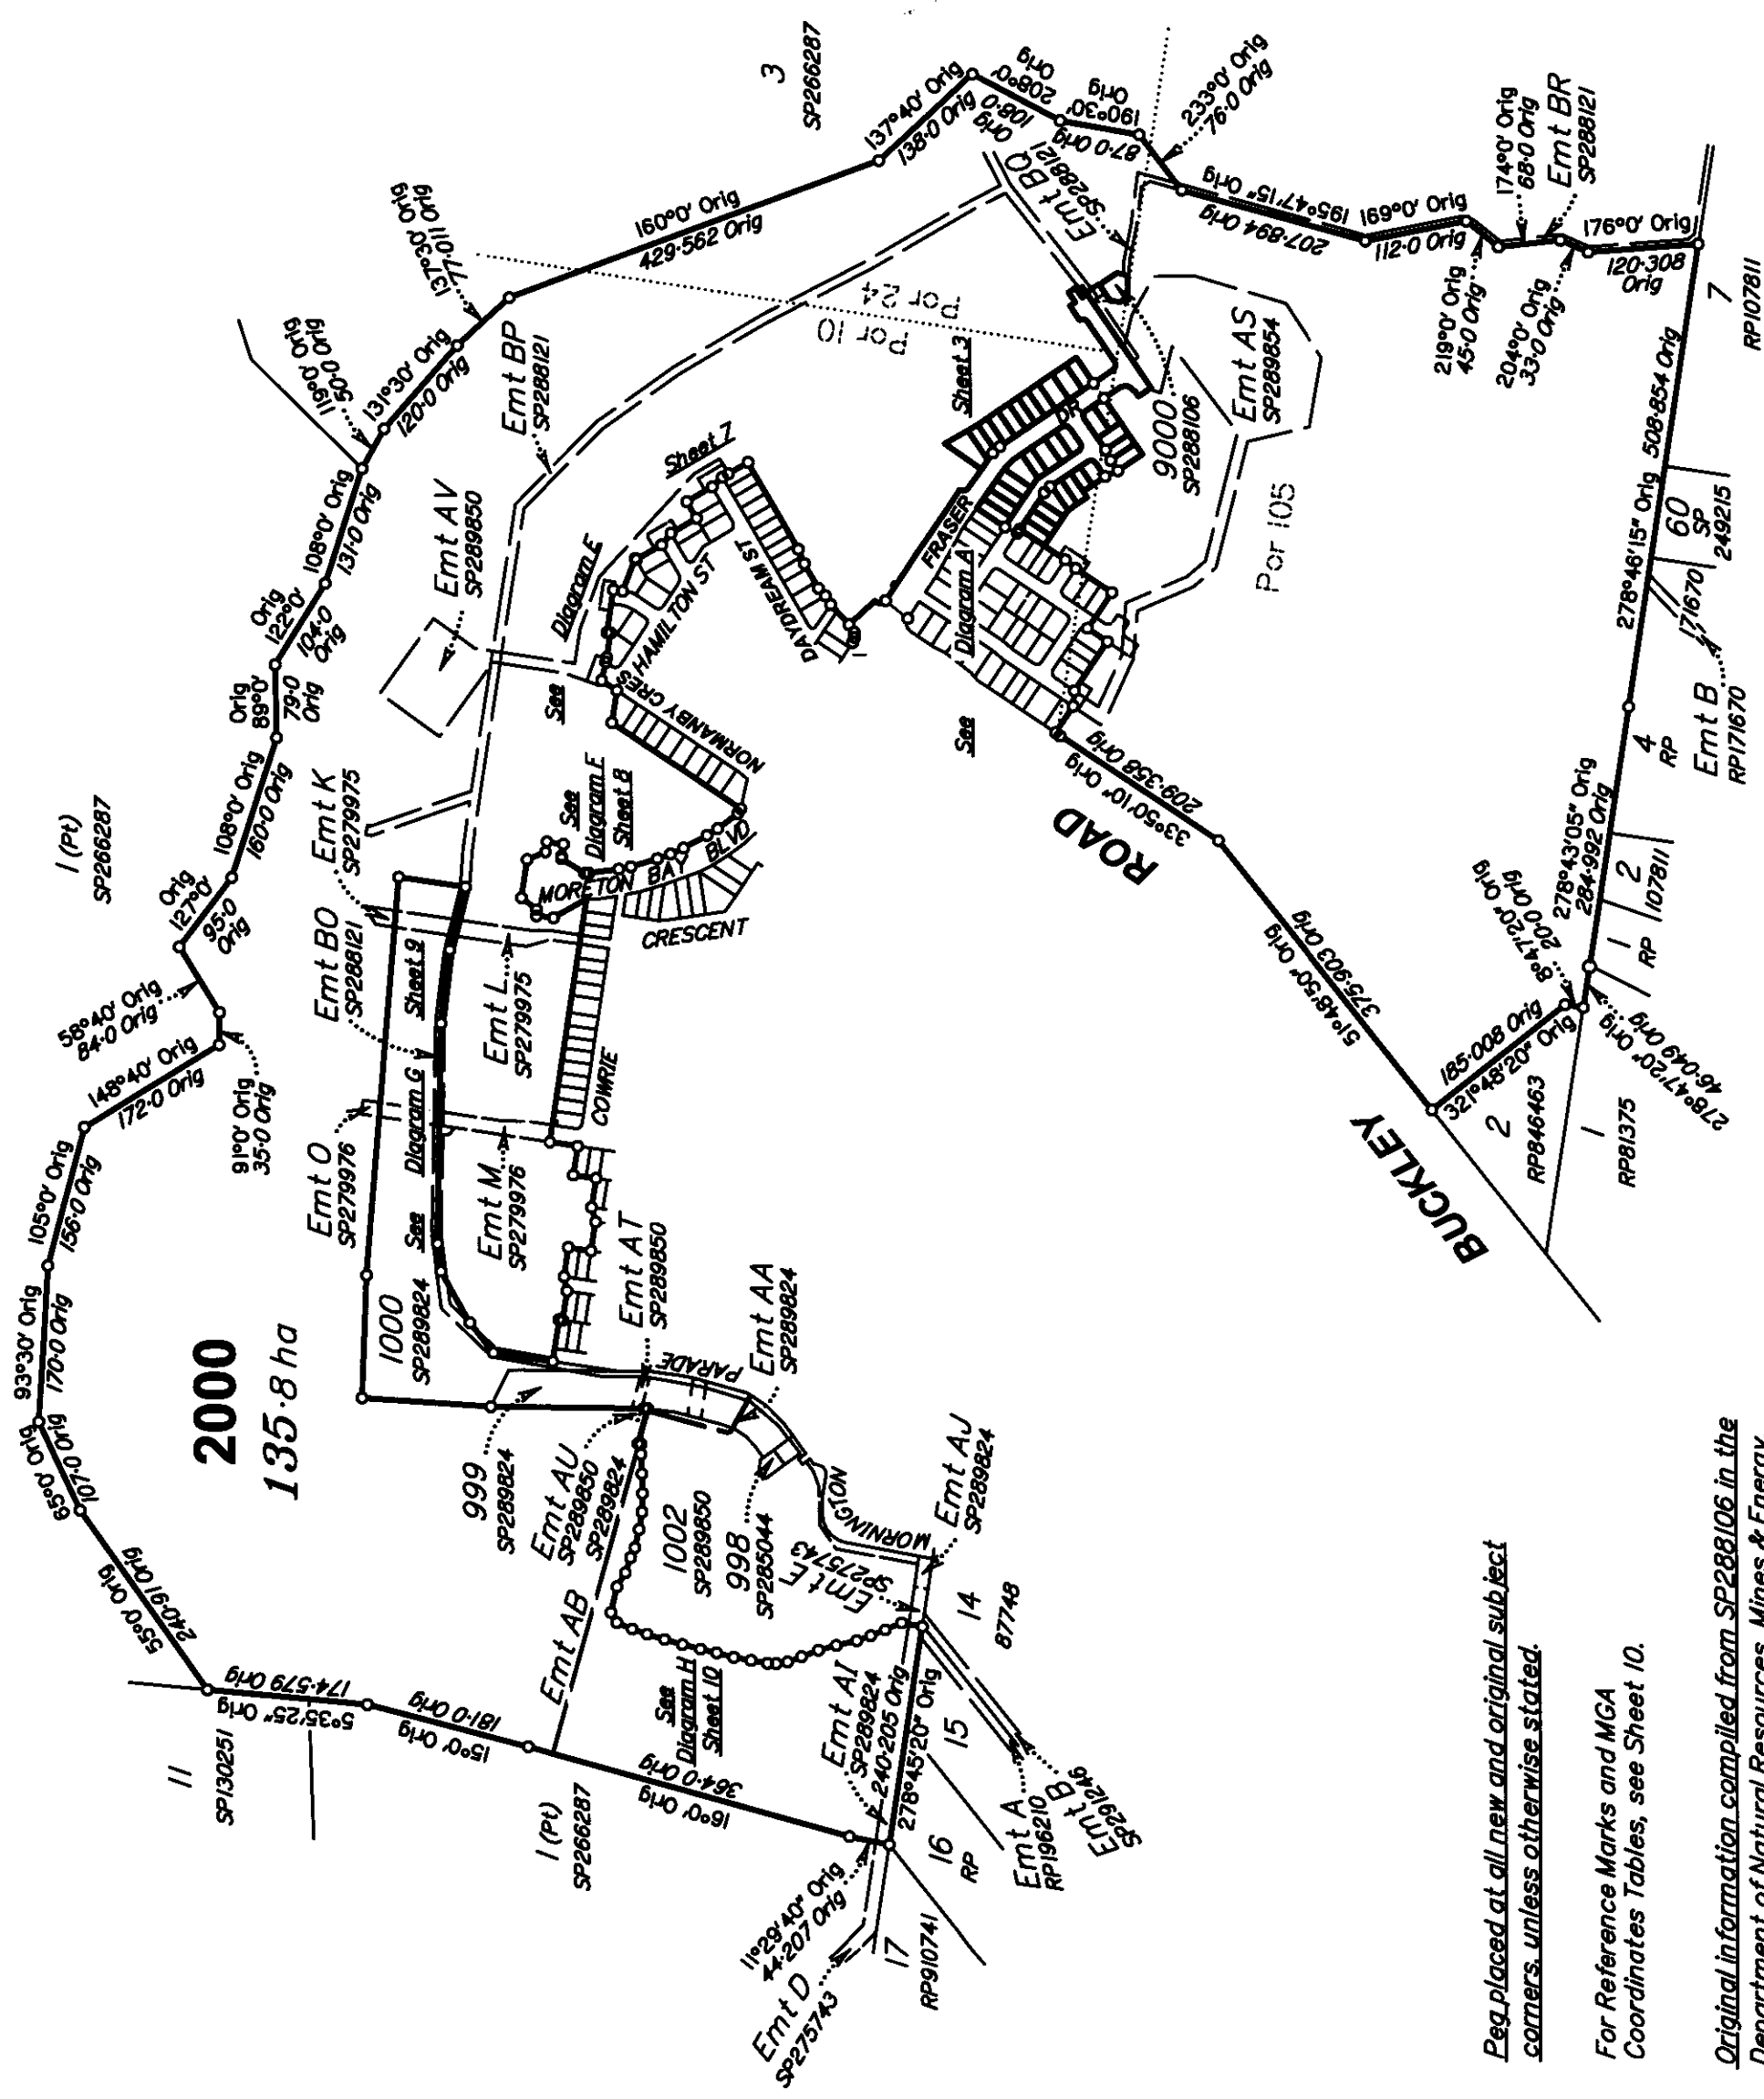 2000
135·8 ha
11
SP130251
1 (Pt)
SP266287
55°0' Orig
240·91 Orig
65°0' Orig
107·0 Orig
93°30' Orig
170·0 Orig
105°0' Orig
156·0 Orig
148°40' Orig
172·0 Orig
91°0' Orig
35·0 Orig
58°40' Orig
84·0 Orig
Orig
127°0'
95·0
Orig
1 (Pt)
SP266287
108°0' Orig
160·0 Orig
Orig
89°0'
79·0
Orig
Orig
122°0'
104·0
Orig
108°0' Orig
131·0 Orig
119°0' Orig
50·0 Orig
131°30' Orig
120·0 Orig
137°30' Orig
177·011 Orig
160°0' Orig
429·562 Orig
3
SP266287
137°40' Orig
138·0 Orig
208°0'
Orig
108·0
Orig
190°30'
Orig
87·0 Orig
233°0' Orig
76·0 Orig
195°47'15" Orig
207·894 Orig
169°0' Orig
112·0 Orig
219°0' Orig
45·0 Orig
174°0' Orig
68·0 Orig
204°0' Orig
33·0 Orig
Emt BR
SP288121
176°0' Orig
120·308
Orig
7
RP107811
278°46'15" Orig
508·854 Orig
60
SP
249215
171670
Emt B
RP171670
4
RP
278°43'05" Orig
284·992 Orig
2
107811
1
RP
8°47'20" Orig
20·0 Orig
278°47'20" Orig
46·049 Orig
185·008 Orig
321°48'20" Orig
2
RP846463
1
RP81375
BUCKLEY
ROAD
51°48'50" Orig
375·903 Orig
33°50'10" Orig
209·358 Orig
5°35'25" Orig
174·579 Orig
15°0' Orig
181·0 Orig
16°0' Orig
364·0 Orig
11°29'40" Orig
44·207 Orig
Emt D
SP275743
17
RP910741
16
RP
15
14
87748
278°45'20" Orig
240·205 Orig
Emt A
RP196210
Emt B
SP291246
Emt AI
SP289824
Emt AJ
SP289824
Emt E
SP275743
See
Diagram H
Sheet 10
Emt AB
1002
SP289850
998
SP285044
Emt AU
SP289850
SP289824
999
SP289824
MORNINGTON
PARADE
Emt AA
SP289824
Emt AT
SP289850
1000
SP289824
Emt O
SP279976
Emt M
SP279976
See
Diagram G
Sheet 9
Emt BO
SP288121
Emt L
SP279975
Emt K
SP279975
COWRIE
CRESCENT
MORETON BAY BLVD
See
Diagram F
Sheet 8
NORMANBY CRES
HAMILTON ST
DAYDREAM ST
See
Diagram E
Sheet 7
Emt AV
SP289850
Emt BP
SP288121
Por 10
Por 24
Por 105
See
Diagram A
Sheet 3
FRASER
DR
9000
SP288106
Emt AS
SP289854
Emt BQ
SP288121
Peg placed at all new and original subject
corners, unless otherwise stated.
For Reference Marks and MGA
Coordinates Tables, see Sheet 10.
Original information compiled from SP288106 in the
Department of Natural Resources, Mines & Energy